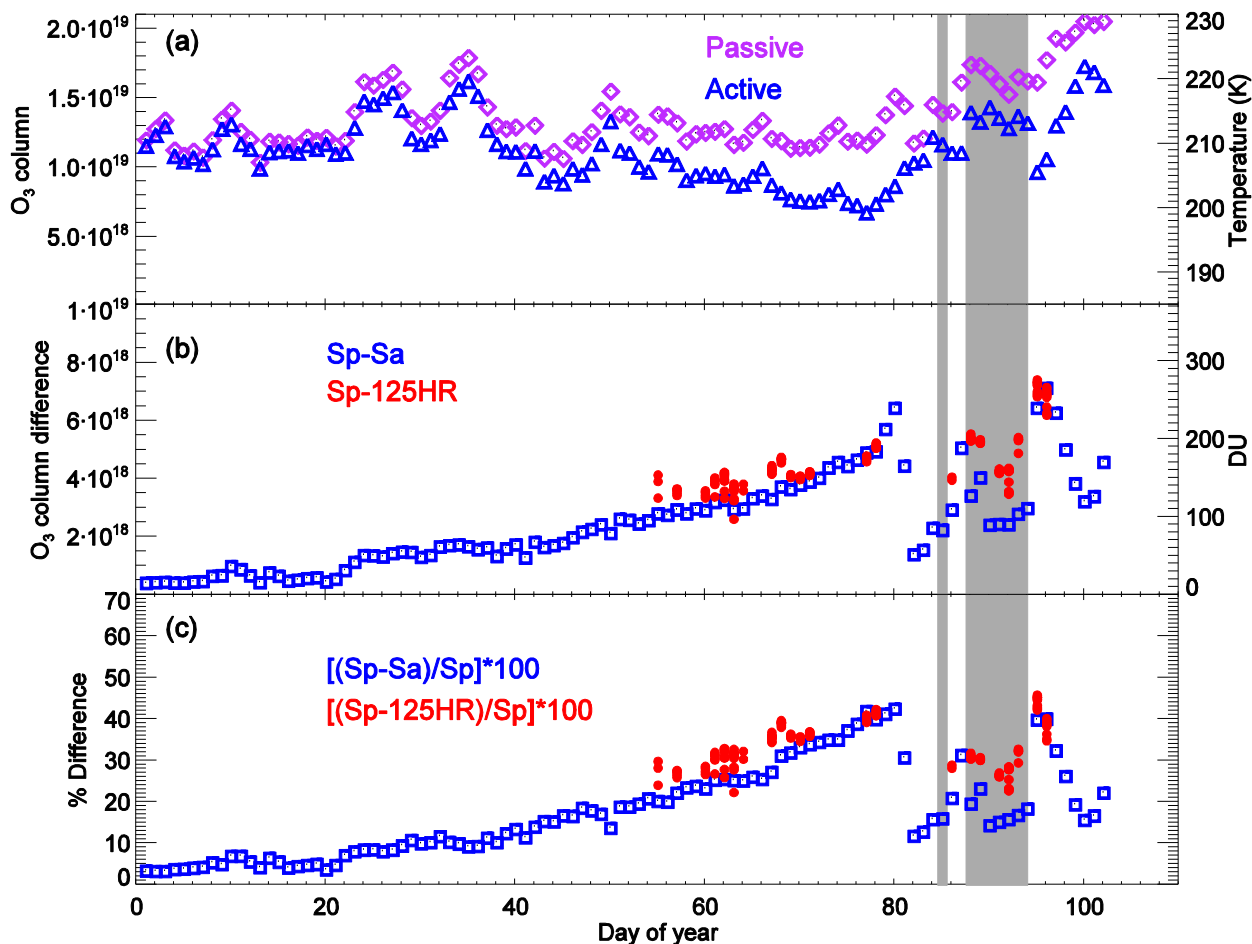 (a)
Passive
Active
O₃ column
2.0·10¹⁹
1.5·10¹⁹
1.0·10¹⁹
5.0·10¹⁸
Temperature (K)
230
220
210
200
190
(b)
Sp-Sa
Sp-125HR
O₃ column difference
1·10¹⁹
8·10¹⁸
6·10¹⁸
4·10¹⁸
2·10¹⁸
DU
300
200
100
0
(c)
[(Sp-Sa)/Sp]*100
[(Sp-125HR)/Sp]*100
% Difference
70
60
50
40
30
20
10
0
0 20 40 60 80 100
Day of year